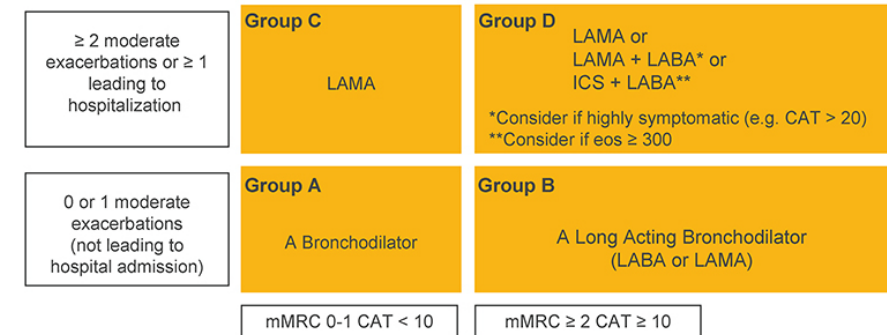 ≥ 2 moderate
exacerbations or ≥ 1
leading to
hospitalization
Group C
LAMA
Group D
LAMA or
LAMA + LABA* or
ICS + LABA**
*Consider if highly symptomatic (e.g. CAT > 20)
**Consider if eos ≥ 300
0 or 1 moderate
exacerbations
(not leading to
hospital admission)
Group A
A Bronchodilator
Group B
A Long Acting Bronchodilator
(LABA or LAMA)
mMRC 0-1 CAT < 10
mMRC ≥ 2 CAT ≥ 10